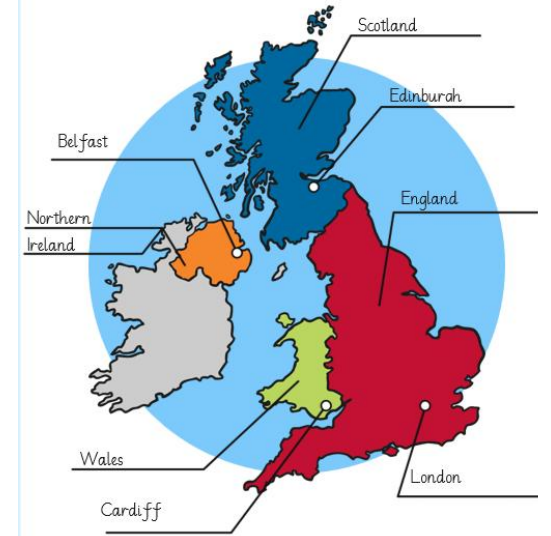 Scotland
Edinburgh
Belfast
England
Northern
Ireland
Wales
London
Cardiff